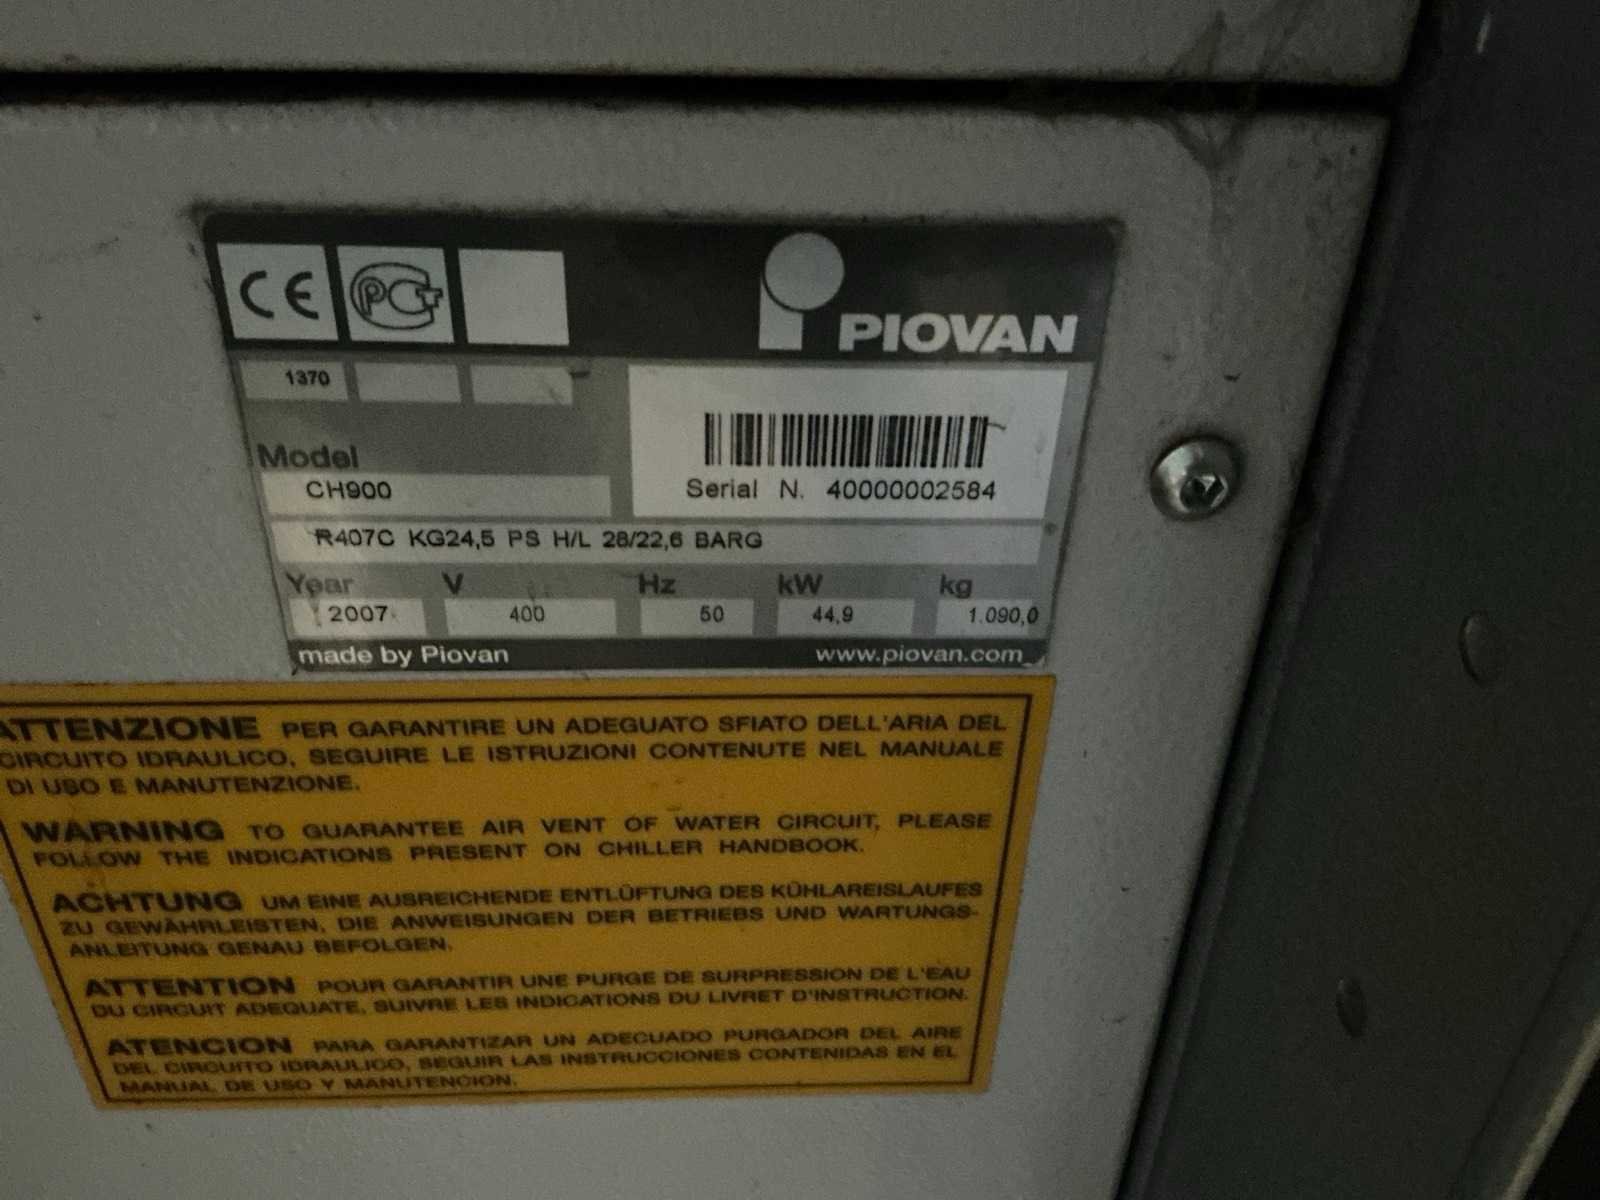 CE PCT
PIOVAN
1370
Model
CH900
Serial N. 40000002584
R407C KG24,5 PS H/L 28/22,6 BARG
Year V Hz kW kg
2007 400 50 44,9 1.090,0
made by Piovan www.piovan.com
ATTENZIONE PER GARANTIRE UN ADEGUATO SFIATO DELL'ARIA DEL
CIRCUITO IDRAULICO, SEGUIRE LE ISTRUZIONI CONTENUTE NEL MANUALE
DI USO E MANUTENZIONE.
WARNING TO GUARANTEE AIR VENT OF WATER CIRCUIT, PLEASE
FOLLOW THE INDICATIONS PRESENT ON CHILLER HANDBOOK.
ACHTUNG UM EINE AUSREICHENDE ENTLÜFTUNG DES KÜHLAREISLAUFES
ZU GEWÄHRLEISTEN, DIE ANWEISUNGEN DER BETRIEBS UND WARTUNGS-
ANLEITUNG GENAU BEFOLGEN.
ATTENTION POUR GARANTIR UNE PURGE DE SURPRESSION DE L'EAU
DU CIRCUIT ADEQUATE, SUIVRE LES INDICATIONS DU LIVRET D'INSTRUCTION.
ATENCION PARA GARANTIZAR UN ADECUADO PURGADOR DEL AIRE
DEL CIRCUITO IDRAULICO, SEGUIR LAS INSTRUCCIONES CONTENIDAS EN EL
MANUAL DE USO Y MANUTENCION.